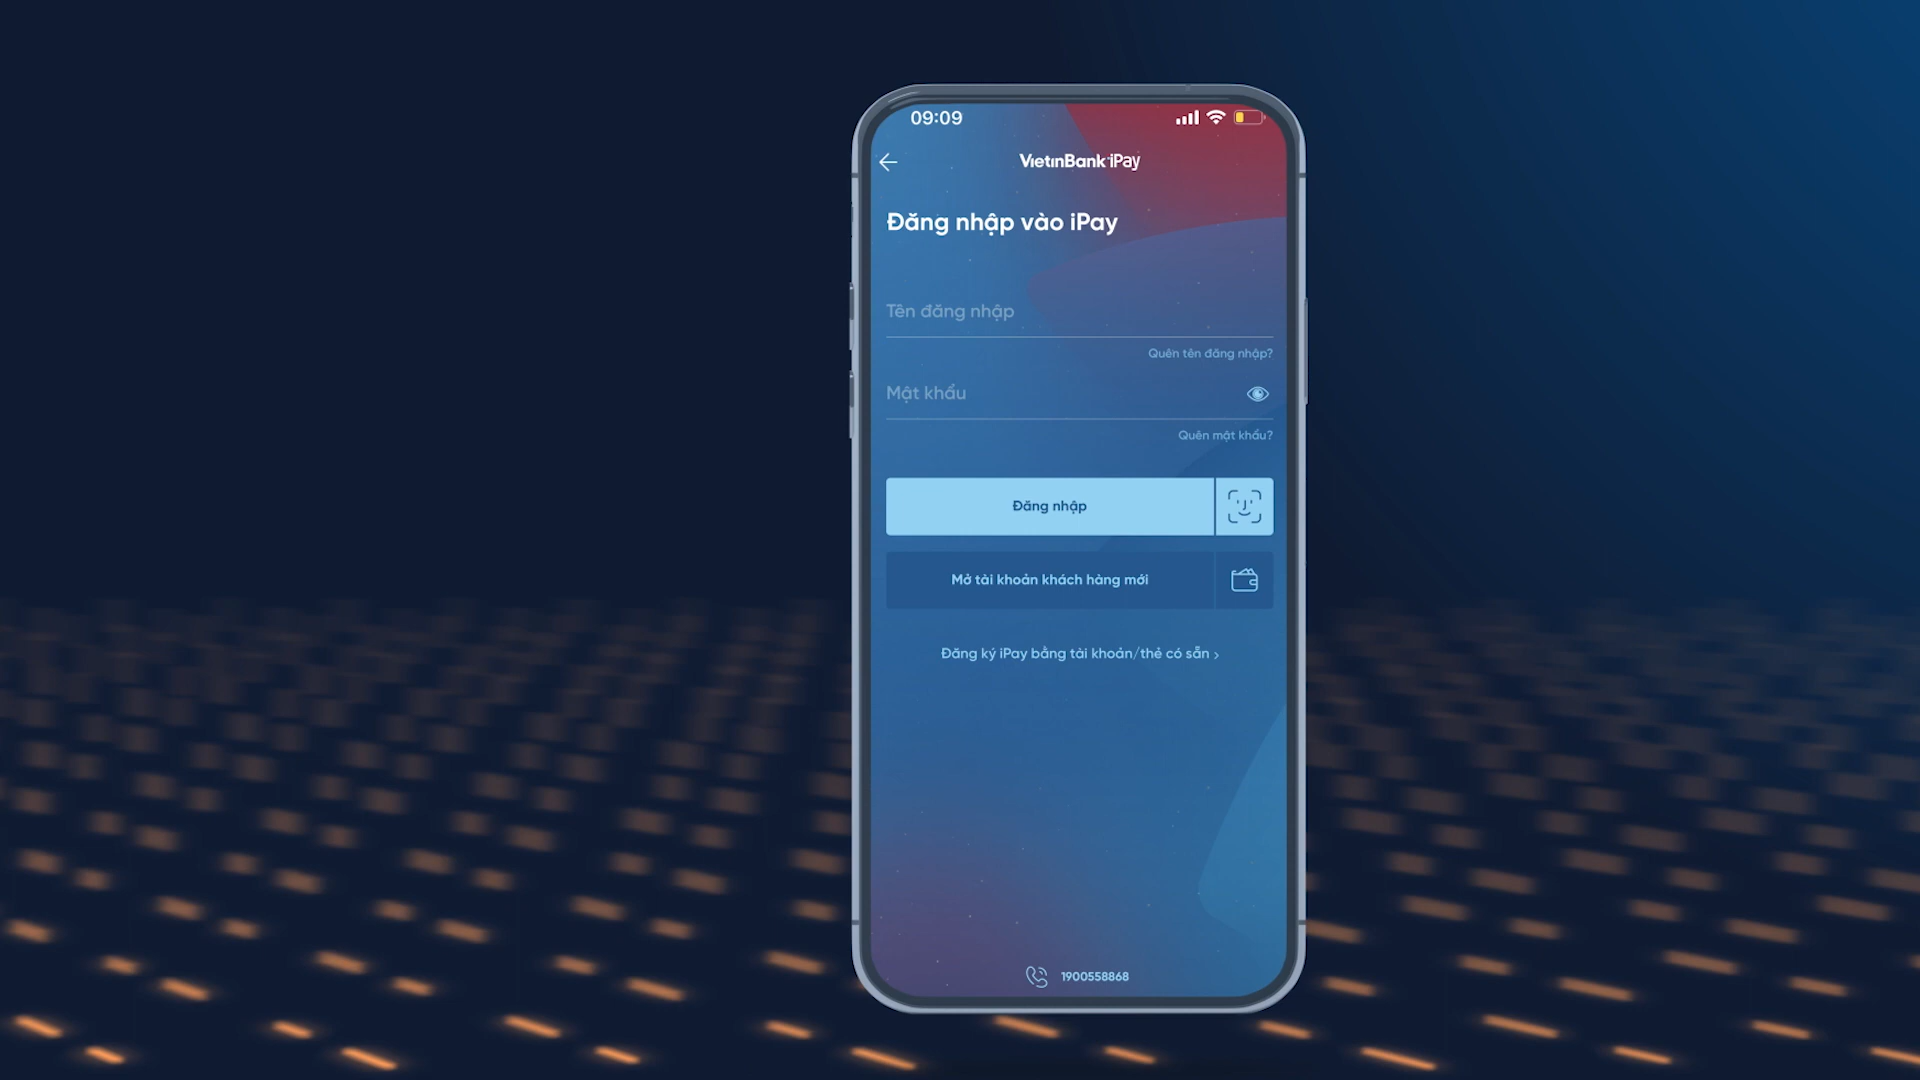 09:09
VietinBank iPay
Đăng nhập vào iPay
Tên đăng nhập
Quên tên đăng nhập?
Mật khẩu
Quên mật khẩu?
Đăng nhập
Mở tài khoản khách hàng mới
Đăng ký iPay bằng tài khoản/thẻ có sẵn ›
1900558868